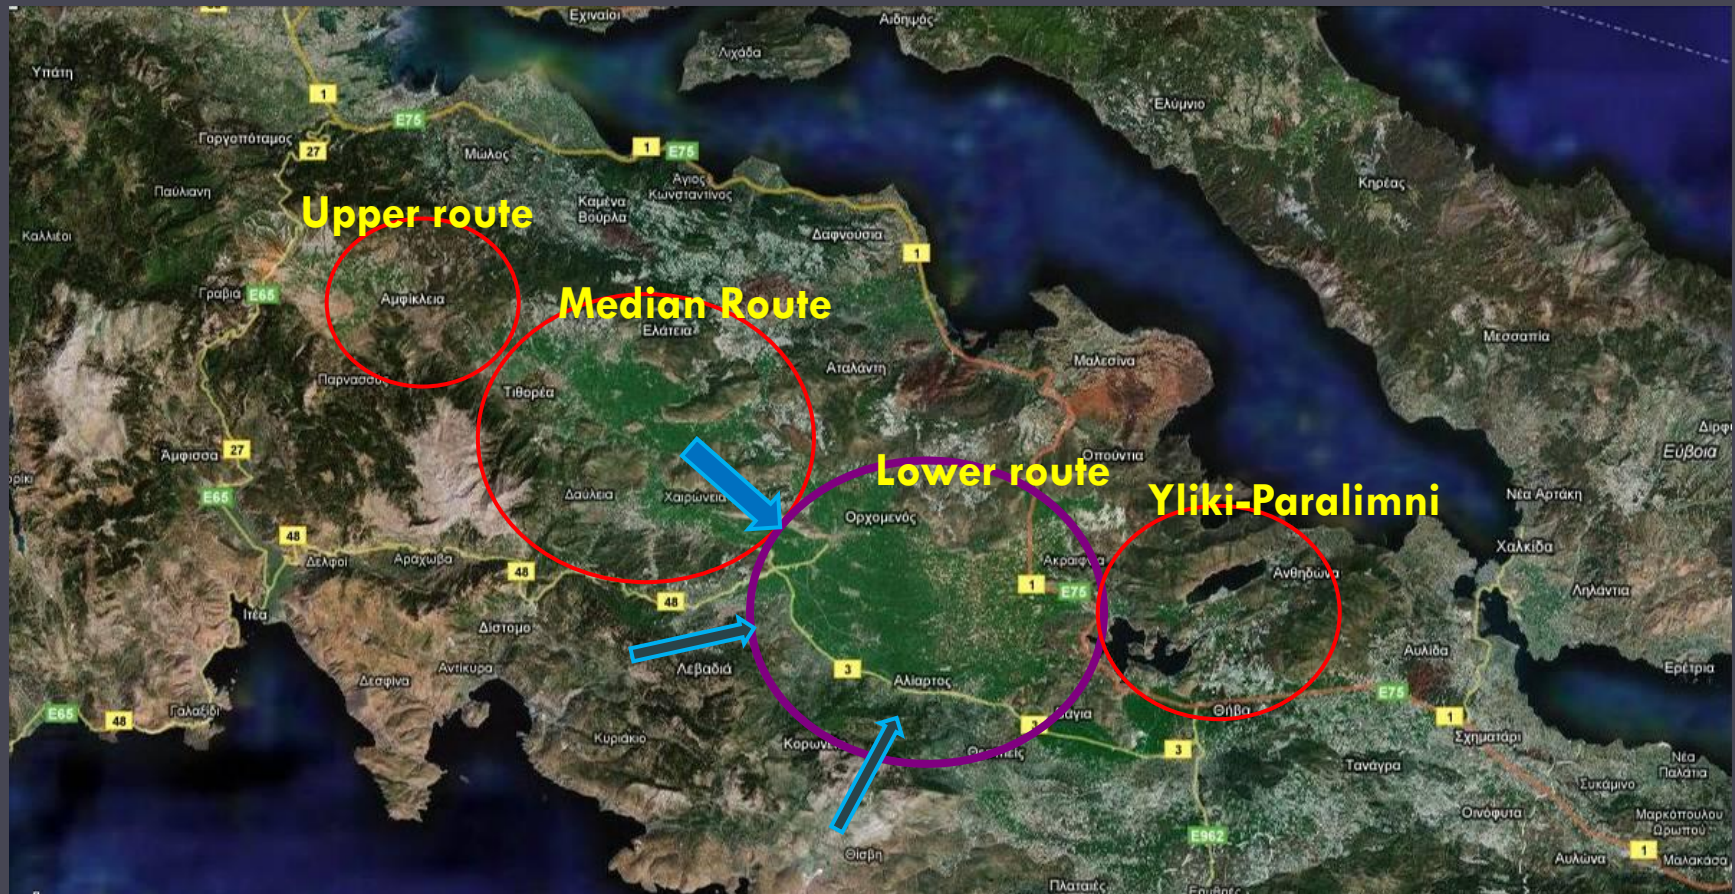 Εχιναίοι
Αιδηψός
Λιχάδα
Υπάτη
1
Ελύμνιο
E75
Γοργοπόταμος
27
Μώλος
1
E75
Άγιος
Κωνσταντίνος
Παύλιανη
Κηρέας
Καμένα
Βούρλα
Upper route
Καλλιέοι
Δαφνούσια
1
Γραβιά
E65
Αμφίκλεια
Median Route
Ελάτεια
Μεσσαπία
Μαλεσίνα
Αταλάντη
Παρνασσός
Τιθορέα
Άμφισσα
27
Οπούντια
Εύβοια
Lower route
E65
Δαύλεια
Χαιρώνεια
Yliki-Paralimni
Νέα Αρτάκη
Ορχομενός
48
Χαλκίδα
Δελφοί
Αράχωβα
48
Ακραίφνια
Ανθηδώνα
1
E75
Ληλάντια
48
Ιτέα
Δίστομο
Αυλίδα
Αντίκυρα
Λεβαδιά
3
Ερέτρια
Δεσφίνα
Αλίαρτος
E75
E65
48
Γαλαξίδι
Θήβα
1
3
Βάγια
Κυριάκιο
Σχηματάρι
3
Τανάγρα
Νέα
Παλάτια
Συκάμινο
Οινόφυτα
Μαρκόπουλου
Ωρωπού
E962
Θίσβη
Αυλώνα
1
Μαλακάσα
Πλαταιές